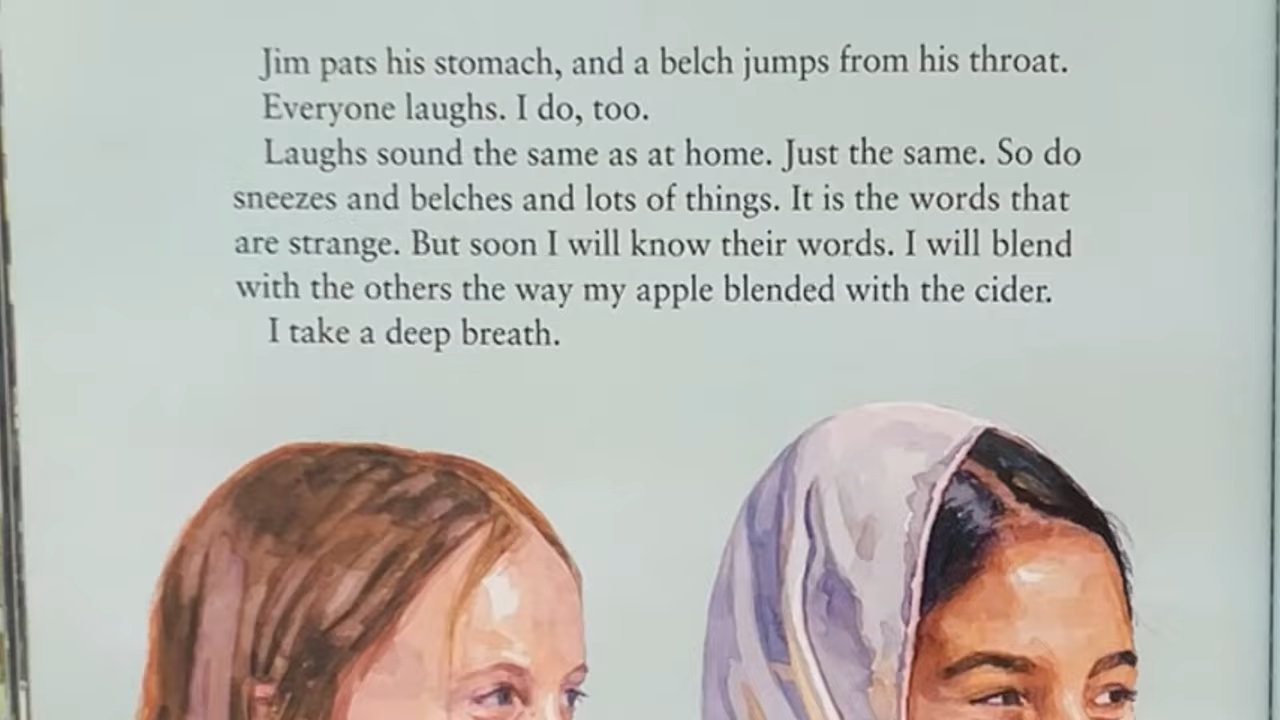 Jim pats his stomach, and a belch jumps from his throat.
Everyone laughs. I do, too.
Laughs sound the same as at home. Just the same. So do
sneezes and belches and lots of things. It is the words that
are strange. But soon I will know their words. I will blend
with the others the way my apple blended with the cider.
I take a deep breath.